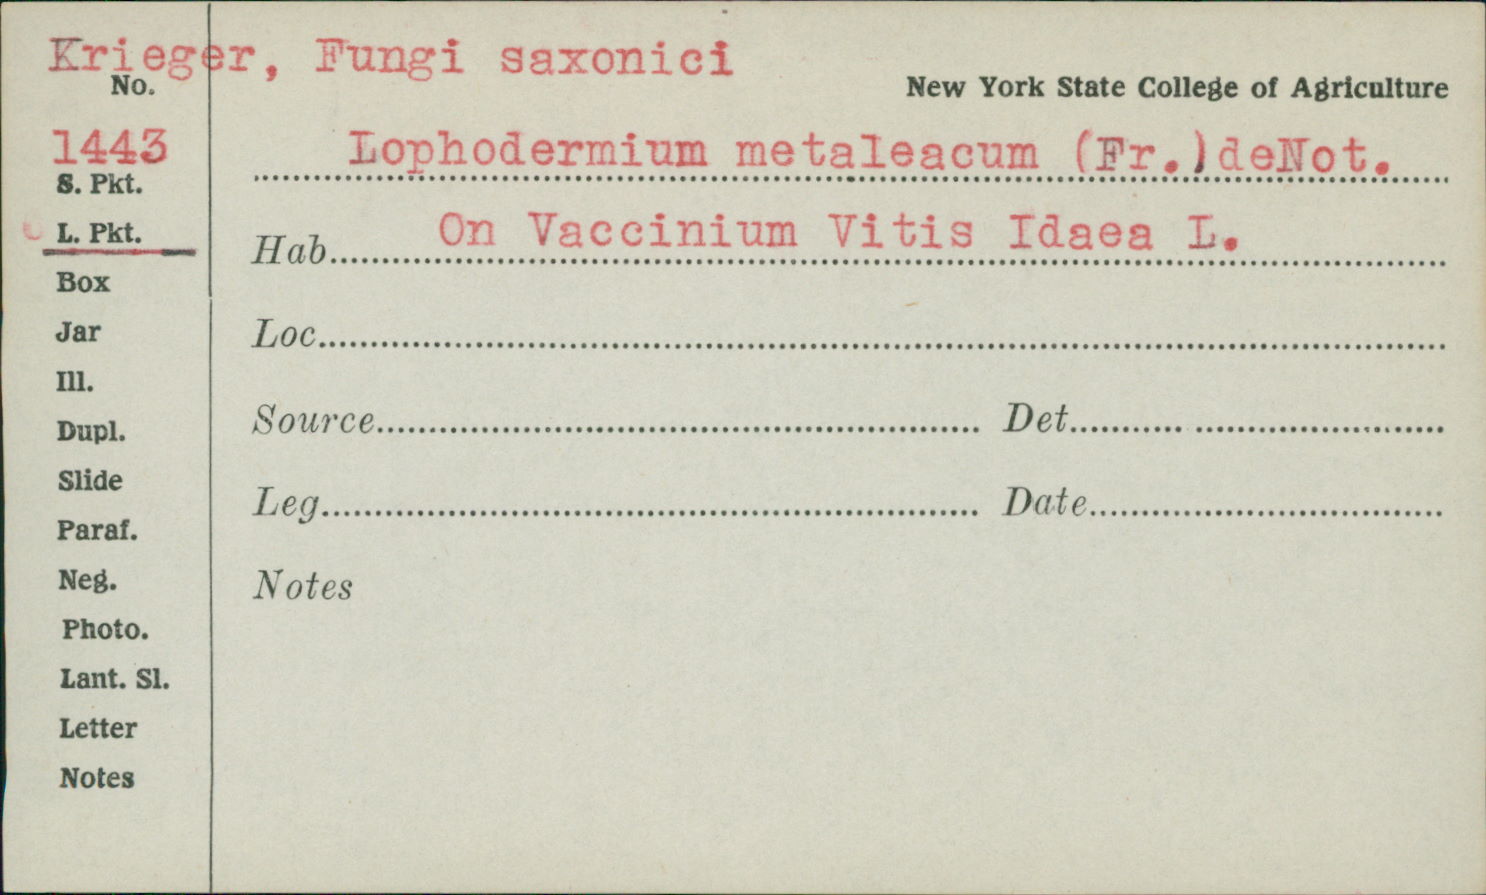 Krieger, Fungi saxonici
No.
New York State College of Agriculture
1443
Lophodermium metaleacum (Fr.)deNot.
S. Pkt.
L. Pkt.
Hab. On Vaccinium Vitis Idaea L.
Box
Loc.
Jar
Ill.
Source Det.
Dupl.
Slide
Leg. Date
Paraf.
Neg.
Notes
Photo.
Lant. Sl.
Letter
Notes